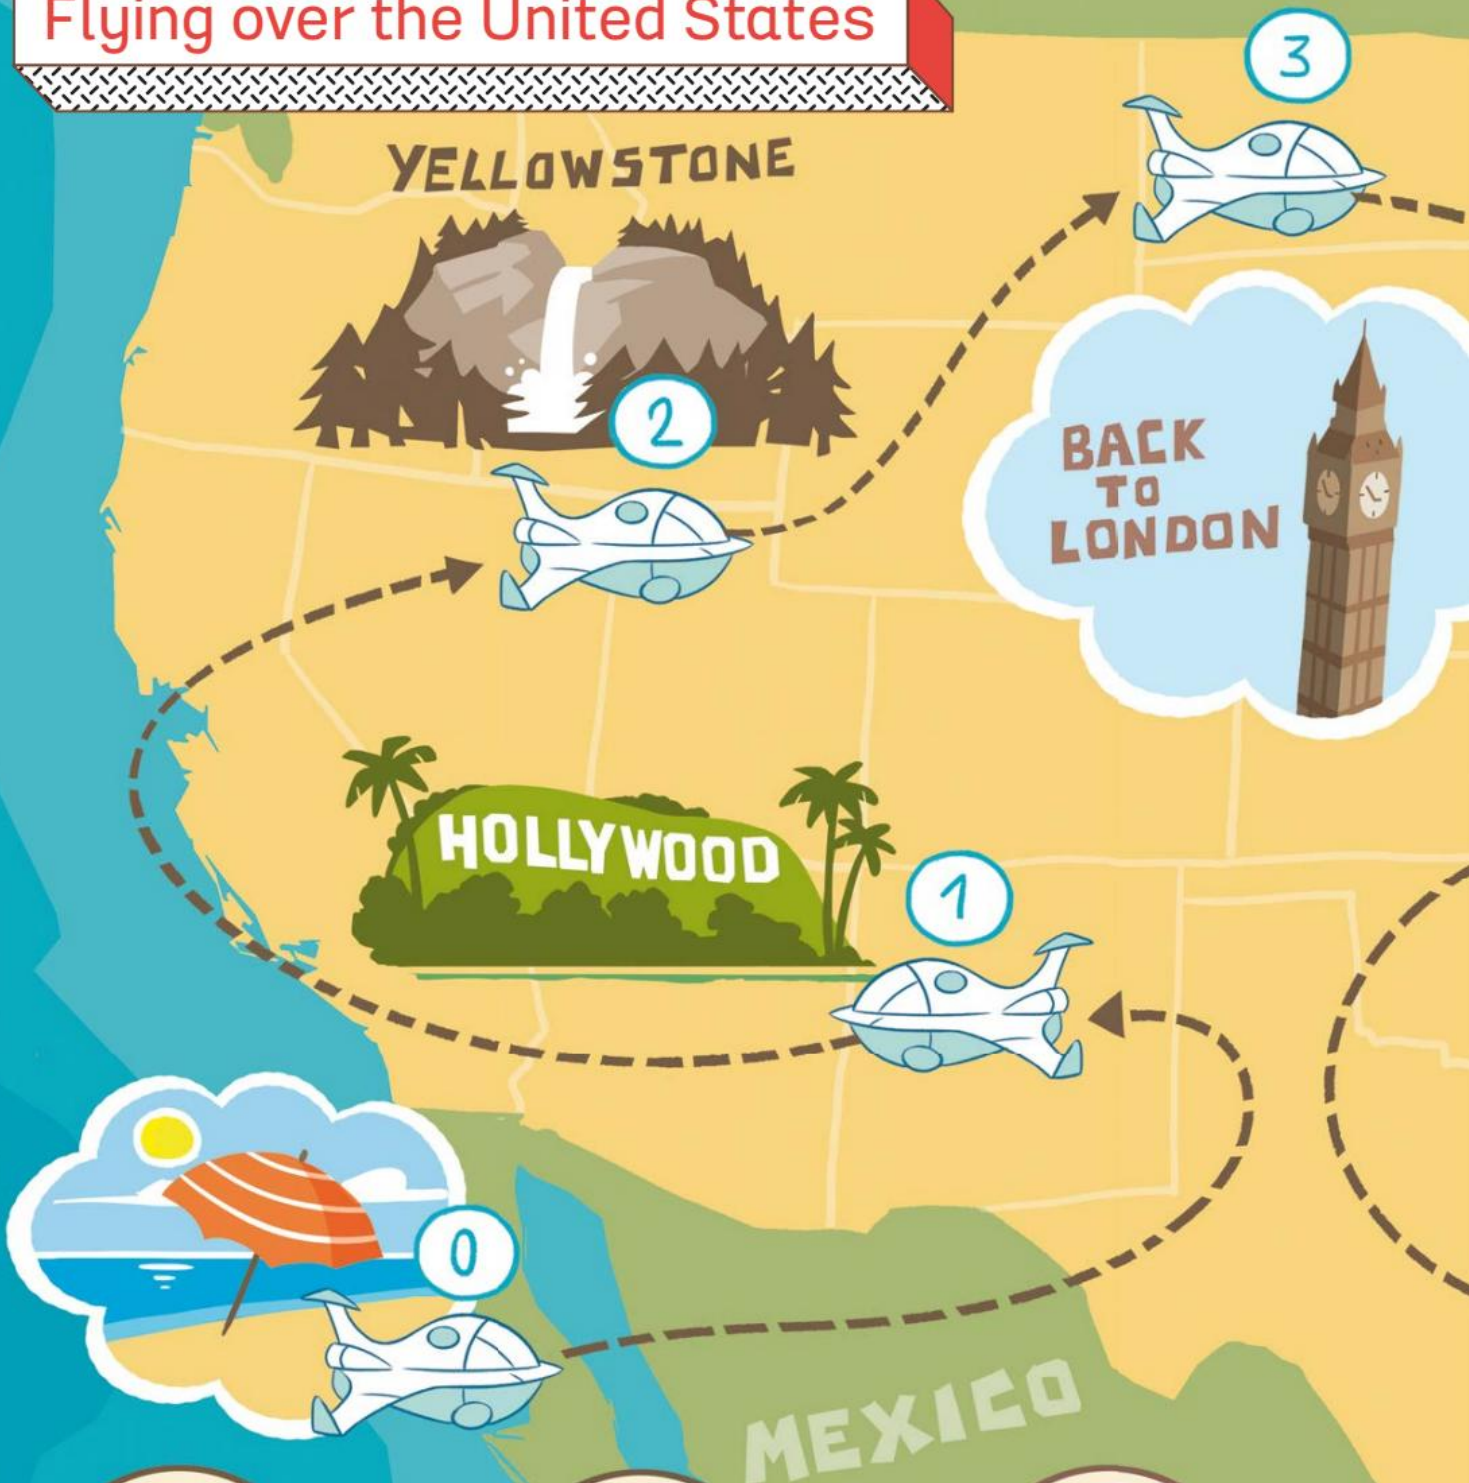 Flying over the United States
3
YELLOWSTONE
2
BACK
TO
LONDON
HOLLYWOOD
1
0
MEXICO